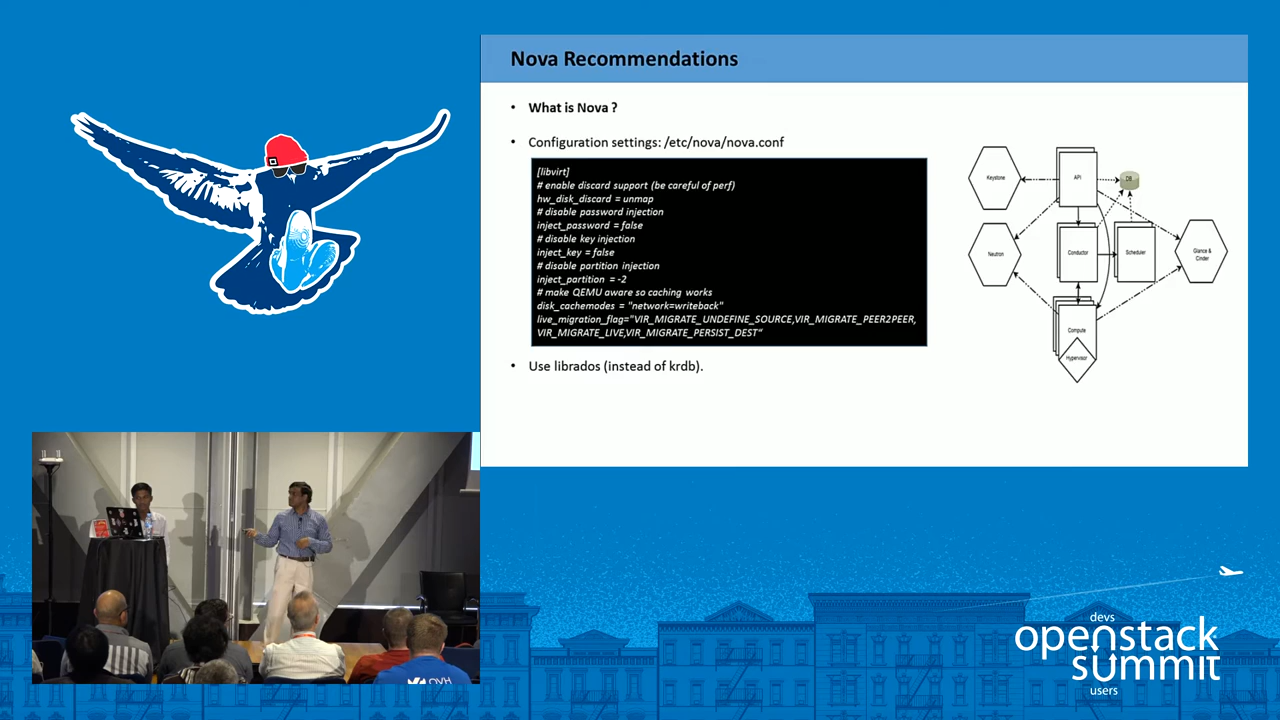 Nova Recommendations
• What is Nova ?
• Configuration settings: /etc/nova/nova.conf
[libvirt]
# enable discard support (be careful of perf)
hw_disk_discard = unmap
# disable password injection
inject_password = false
# disable key injection
inject_key = false
# disable partition injection
inject_partition = -2
# make QEMU aware so caching works
disk_cachemodes = "network=writeback"
live_migration_flag="VIR_MIGRATE_UNDEFINE_SOURCE,VIR_MIGRATE_PEER2PEER,
VIR_MIGRATE_LIVE,VIR_MIGRATE_PERSIST_DEST“
• Use librados (instead of krdb).
Keystone
API
DB
Neutron
Conductor
Scheduler
Glance &
Cinder
Compute
Hypervisor
OVH
devs
openstack
summit
users